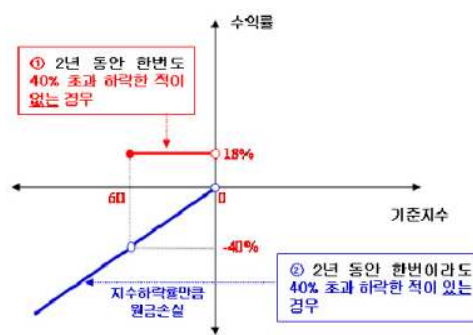 수익률
① 2년 동안 한번도
40% 초과 하락한 적이
없는 경우
18%
60
0
기준지수
-40%
② 2년 동안 한번이라도
40% 초과 하락한 적이 있는
경우
지수하락률만큼
원금손실